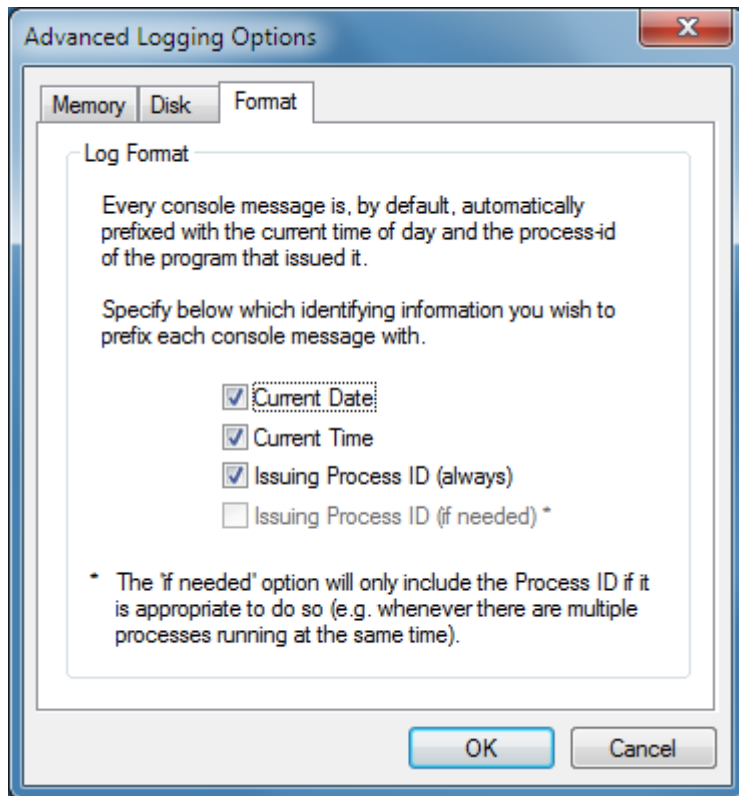 Advanced Logging Options
Memory
Disk
Format
Log Format
Every console message is, by default, automatically
prefixed with the current time of day and the process-id
of the program that issued it.
Specify below which identifying information you wish to
prefix each console message with.
Current Date
Current Time
Issuing Process ID (always)
Issuing Process ID (if needed) *
* The 'if needed' option will only include the Process ID if it
is appropriate to do so (e.g. whenever there are multiple
processes running at the same time).
OK
Cancel